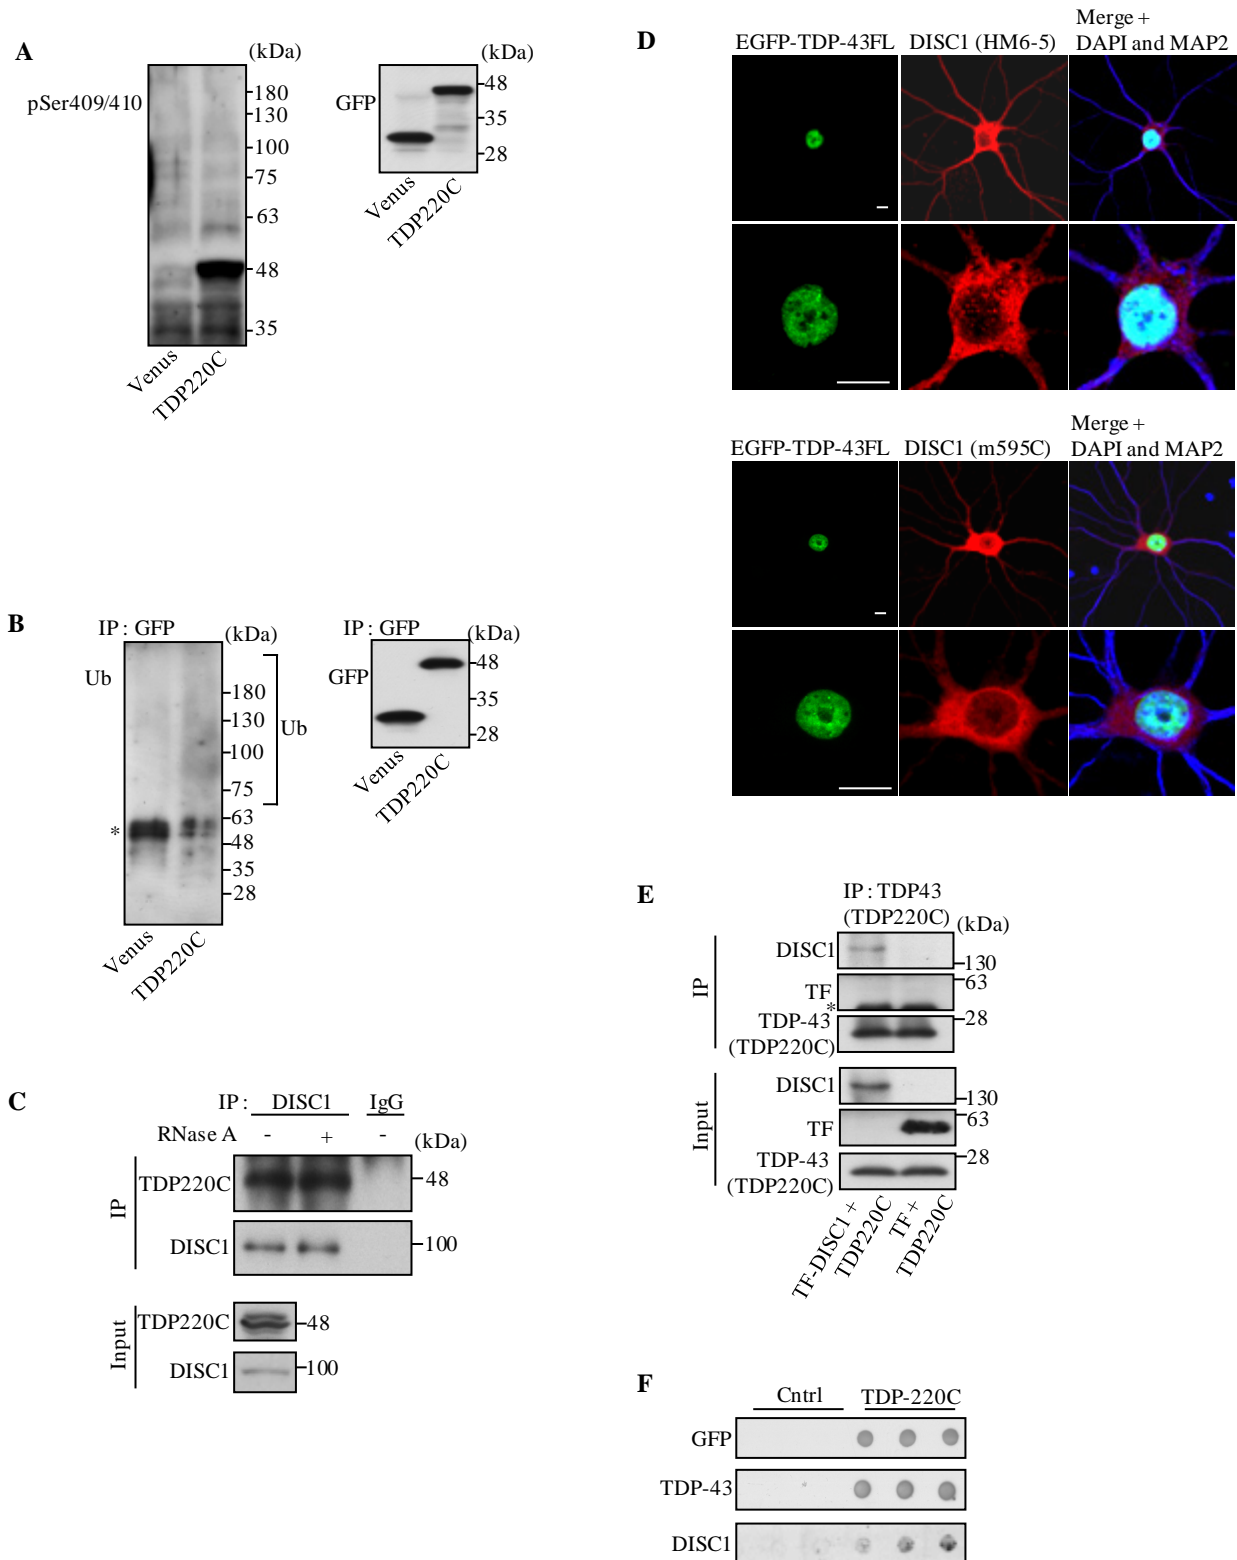 A
(kDa)
pSer409/410
180
130
100
75
63
48
35
Venus
TDP220C
(kDa)
GFP
48
35
28
Venus
TDP220C
B
IP : GFP
(kDa)
Ub
180
130
100
75
63
48
35
28
Ub
*
Venus
TDP220C
IP : GFP
(kDa)
GFP
48
35
28
Venus
TDP220C
C
IP : DISC1 IgG
RNase A - + - (kDa)
IP
TDP220C 48
DISC1 100
Input
TDP220C 48
DISC1 100
D
EGFP-TDP-43FL DISC1 (HM6-5) Merge +
DAPI and MAP2
EGFP-TDP-43FL DISC1 (m595C) Merge +
DAPI and MAP2
E
IP : TDP43
(TDP220C) (kDa)
IP
DISC1 130
TF 63
*
TDP-43 28
(TDP220C)
Input
DISC1 130
TF 63
TDP-43 28
(TDP220C)
TF-DISC1 +
TDP220C
TF +
TDP220C
F
Cntrl TDP-220C
GFP
TDP-43
DISC1